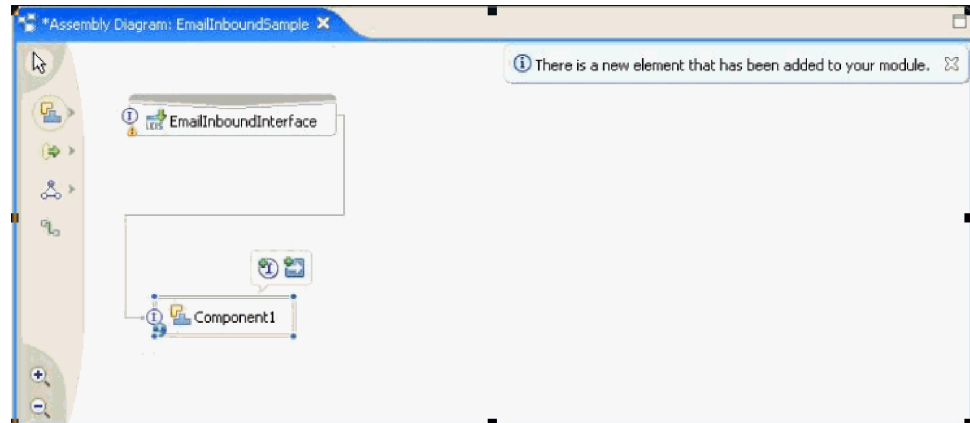 *Assembly Diagram: EmailInboundSample
There is a new element that has been added to your module.
EmailInboundInterface
Component1